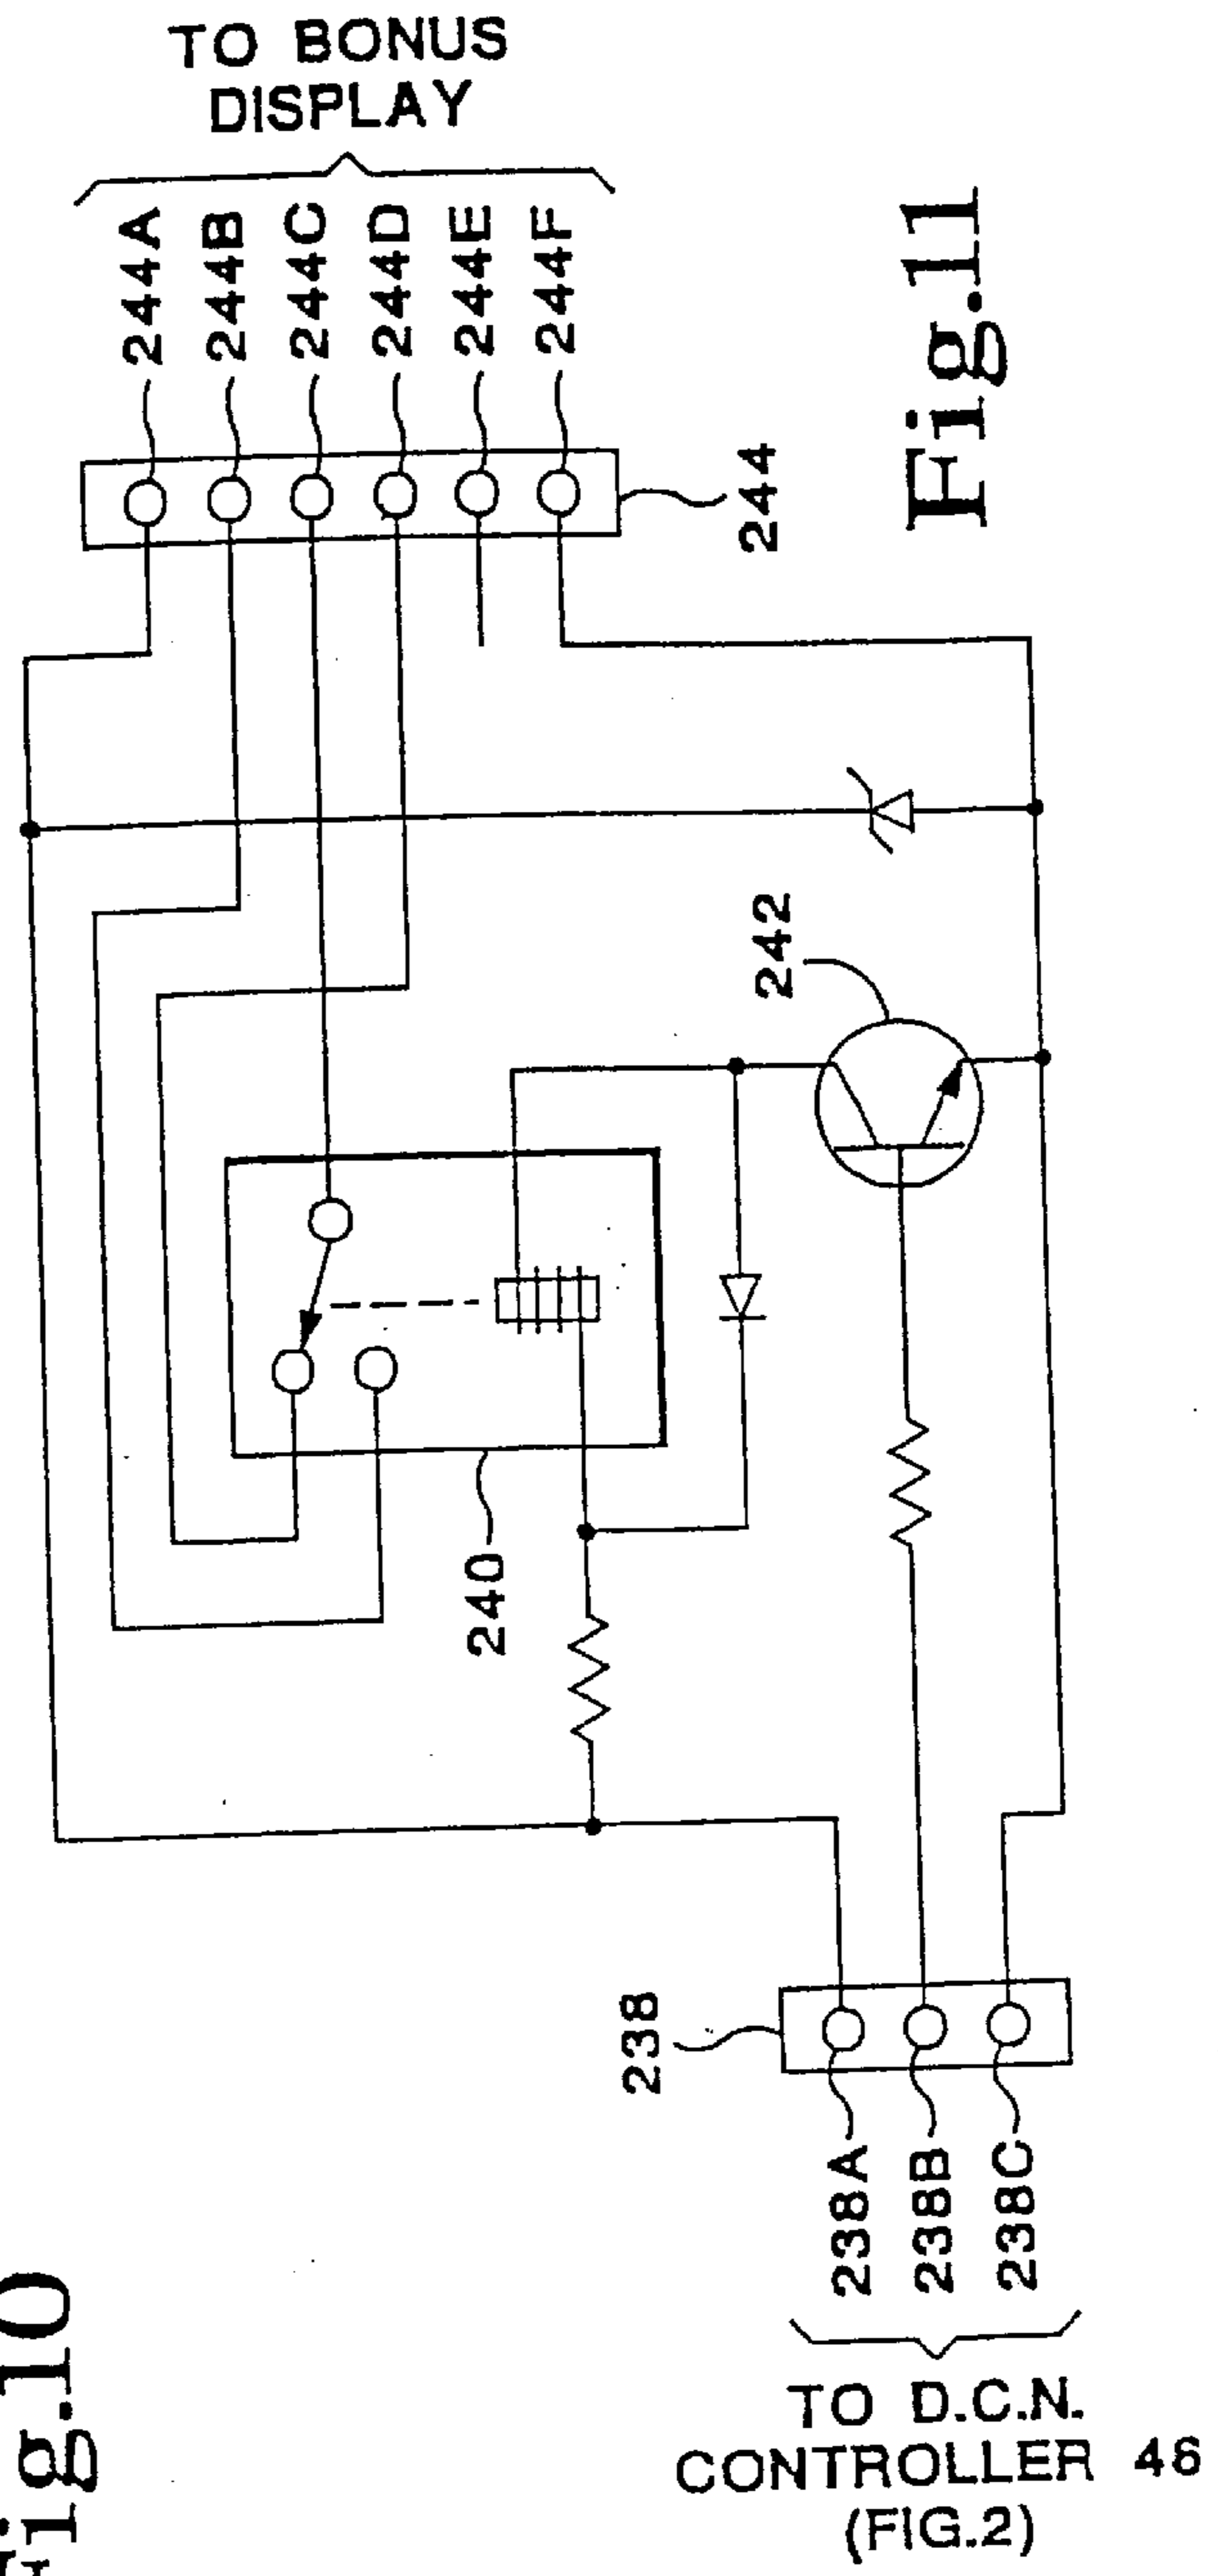 TO BONUS
DISPLAY
244A
244B
244C
244D
244E
244F
244
Fig.11
242
240
238
238A
238B
238C
TO D.C.N.
CONTROLLER 46
(FIG.2)
Fig.10